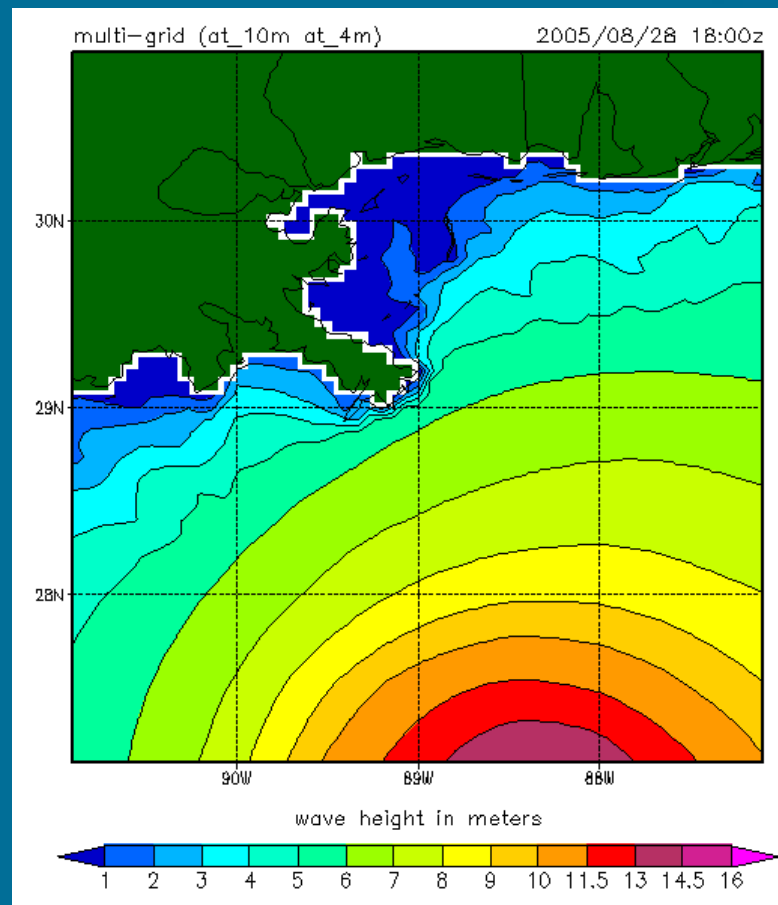 multi-grid (at_10m at_4m) 2005/08/28 18:00z
30N
29N
28N
90W 89W 88W
wave height in meters
1 2 3 4 5 6 7 8 9 10 11.5 13 14.5 16